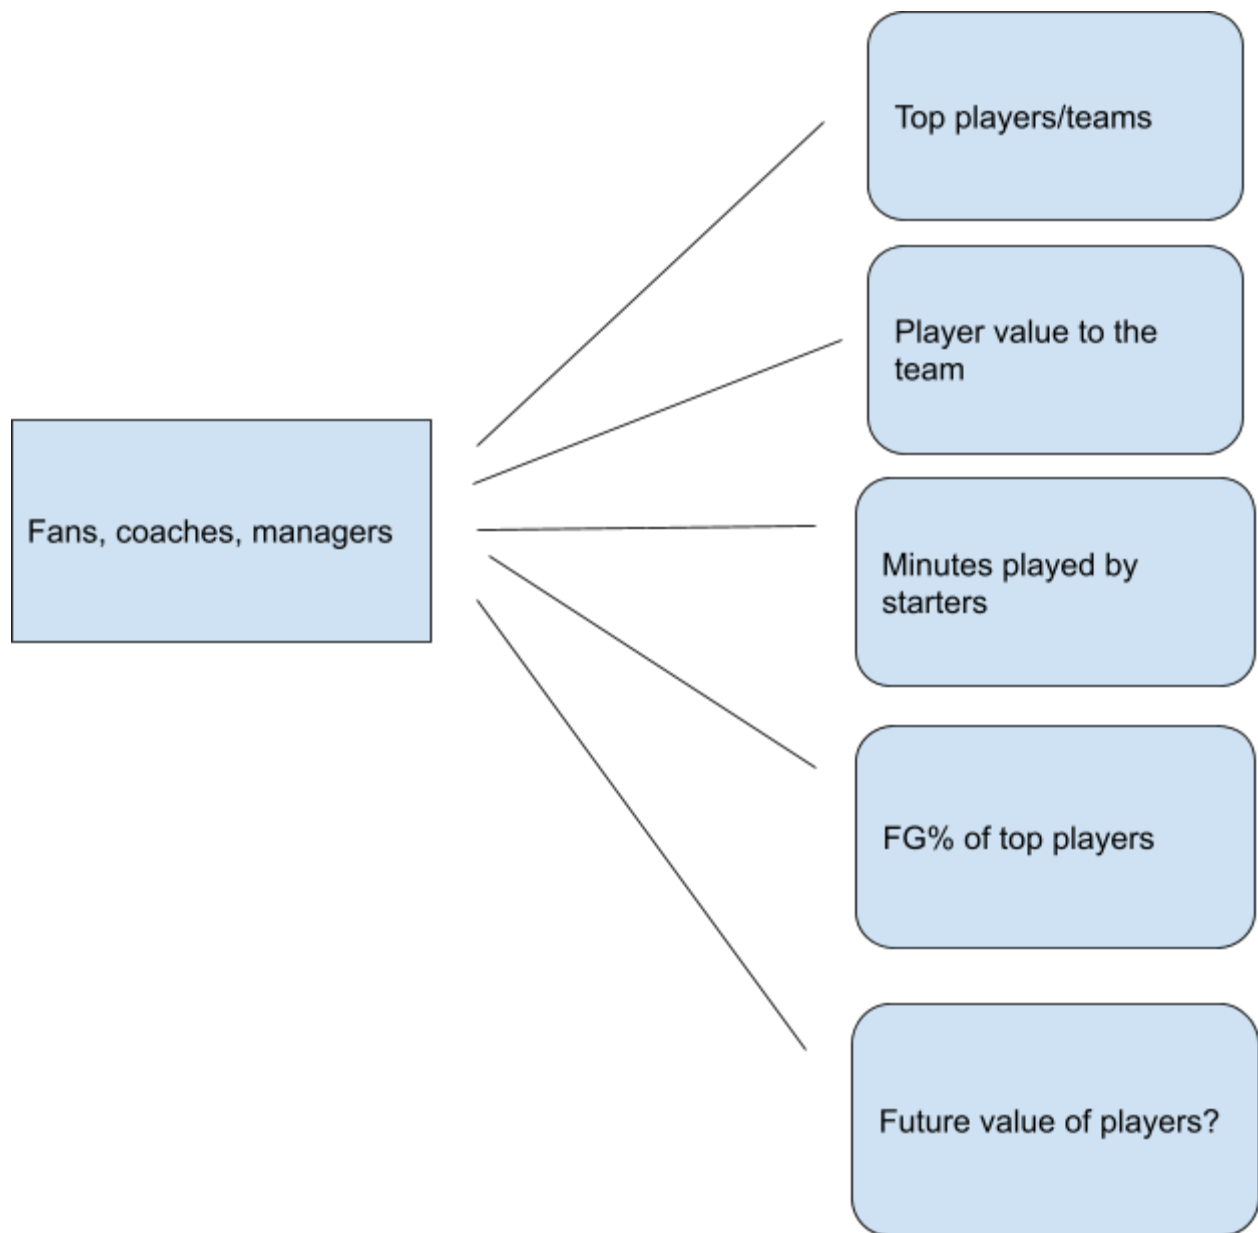 Top players/teams
Player value to the
team
Fans, coaches, managers
Minutes played by
starters
FG% of top players
Future value of players?